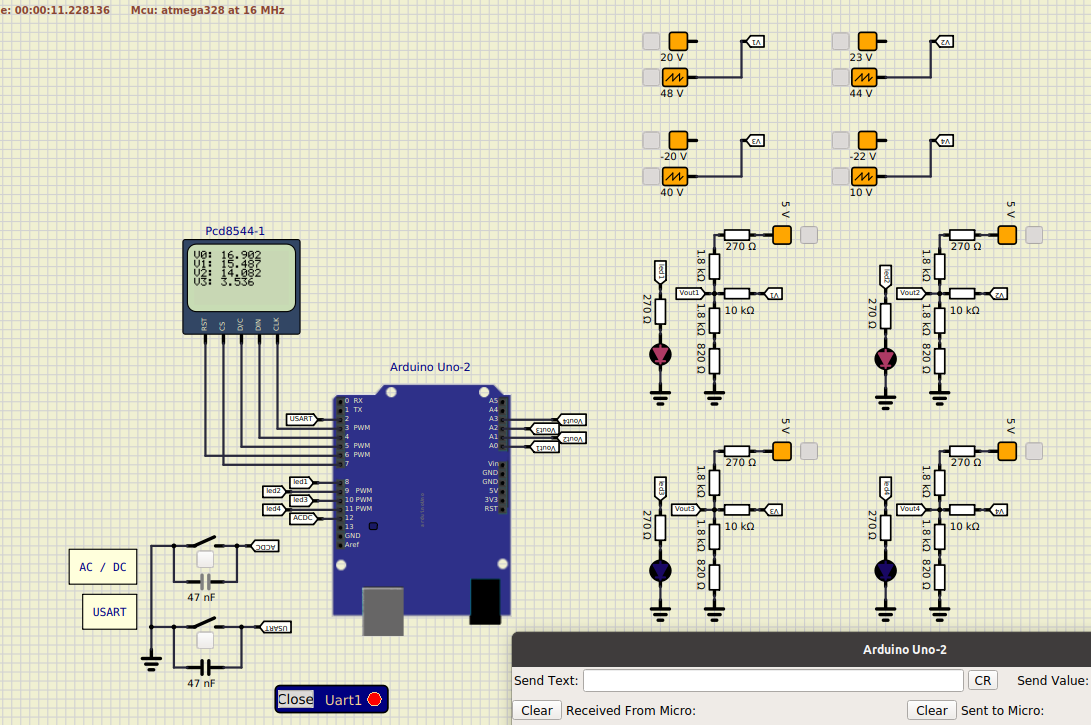 e: 00:00:11.228136 Mcu: atmega328 at 16 MHz
20 V
V1
48 V
23 V
V2
44 V
-20 V
V3
40 V
-22 V
V4
10 V
Pcd8544-1
V0: 16.902
V1: 15.487
V2: 14.082
V3: 3.536
RST CS D/C DIN CLK
5 V
270 Ω
1.8 kΩ
led1
Vout1
V1
270 Ω
10 kΩ
1.8 kΩ
820 Ω
5 V
270 Ω
1.8 kΩ
led2
Vout2
V2
270 Ω
10 kΩ
1.8 kΩ
820 Ω
Arduino Uno-2
0 RX
1 TX
USART 2
3 PWM
4
5 PWM
6 PWM
7
led1 8
led2 9 PWM
led3 10 PWM
led4 11 PWM
ACDC 12
13
GND
Aref
A5
A4
A3 Vout4
A2 Vout3
A1 Vout2
A0 Vout1
Vin
GND
GND
5V
3V3
RST
5 V
270 Ω
1.8 kΩ
led3
Vout3
V3
270 Ω
10 kΩ
1.8 kΩ
820 Ω
5 V
270 Ω
1.8 kΩ
led4
Vout4
V4
270 Ω
10 kΩ
1.8 kΩ
820 Ω
ACDC
AC / DC
47 nF
USART
USART
47 nF
Close Uart1
Arduino Uno-2
Send Text: CR Send Value:
Clear Received From Micro: Clear Sent to Micro: